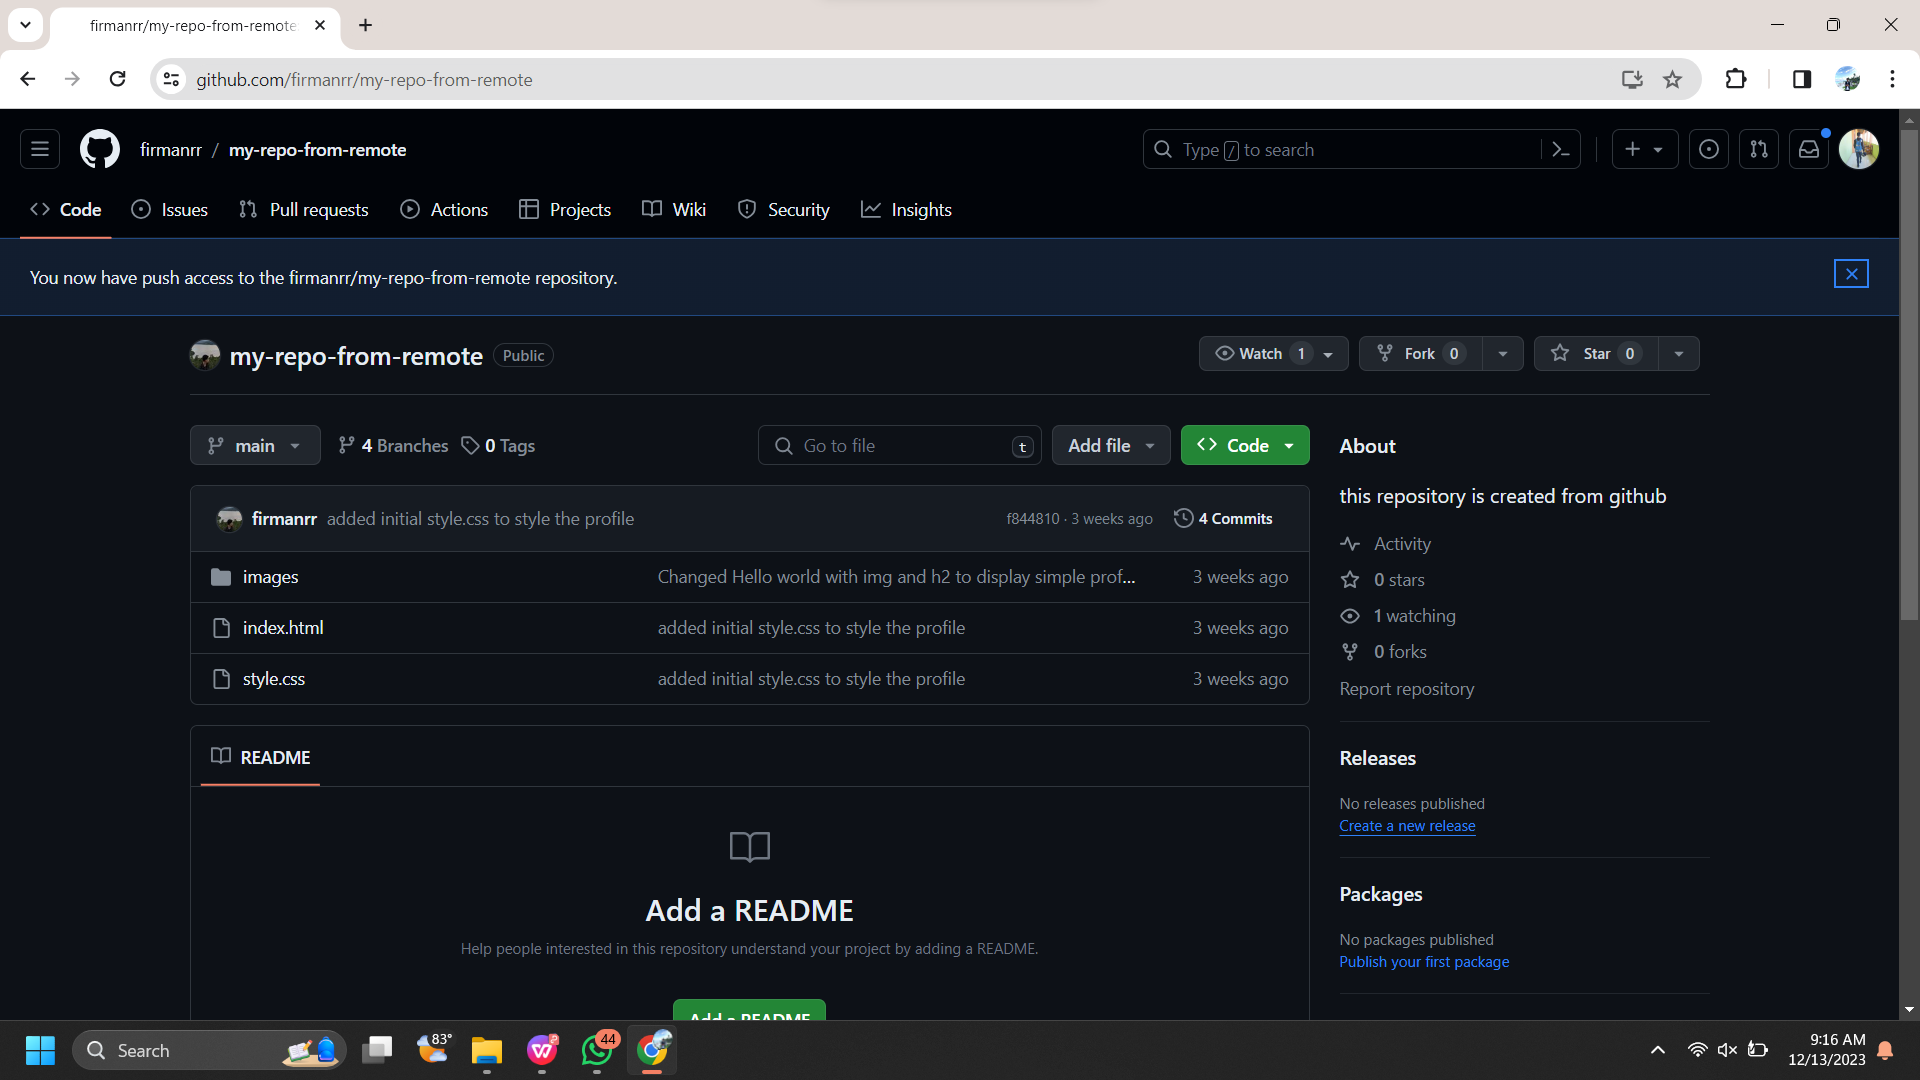 firmanrr/my-repo-from-remote
github.com/firmanrr/my-repo-from-remote
firmanrr / my-repo-from-remote
Type / to search
Code Issues Pull requests Actions Projects Wiki Security Insights
You now have push access to the firmanrr/my-repo-from-remote repository.
my-repo-from-remote Public
Watch 1 Fork 0 Star 0
main 4 Branches 0 Tags Go to file t Add file Code
firmanrr added initial style.css to style the profile f844810 · 3 weeks ago 4 Commits
images Changed Hello world with img and h2 to display simple prof... 3 weeks ago
index.html added initial style.css to style the profile 3 weeks ago
style.css added initial style.css to style the profile 3 weeks ago
README
Add a README
Help people interested in this repository understand your project by adding a README.
Add a README
About
this repository is created from github
Activity
0 stars
1 watching
0 forks
Report repository
Releases
No releases published
Create a new release
Packages
No packages published
Publish your first package
Search
83°
44
9:16 AM
12/13/2023